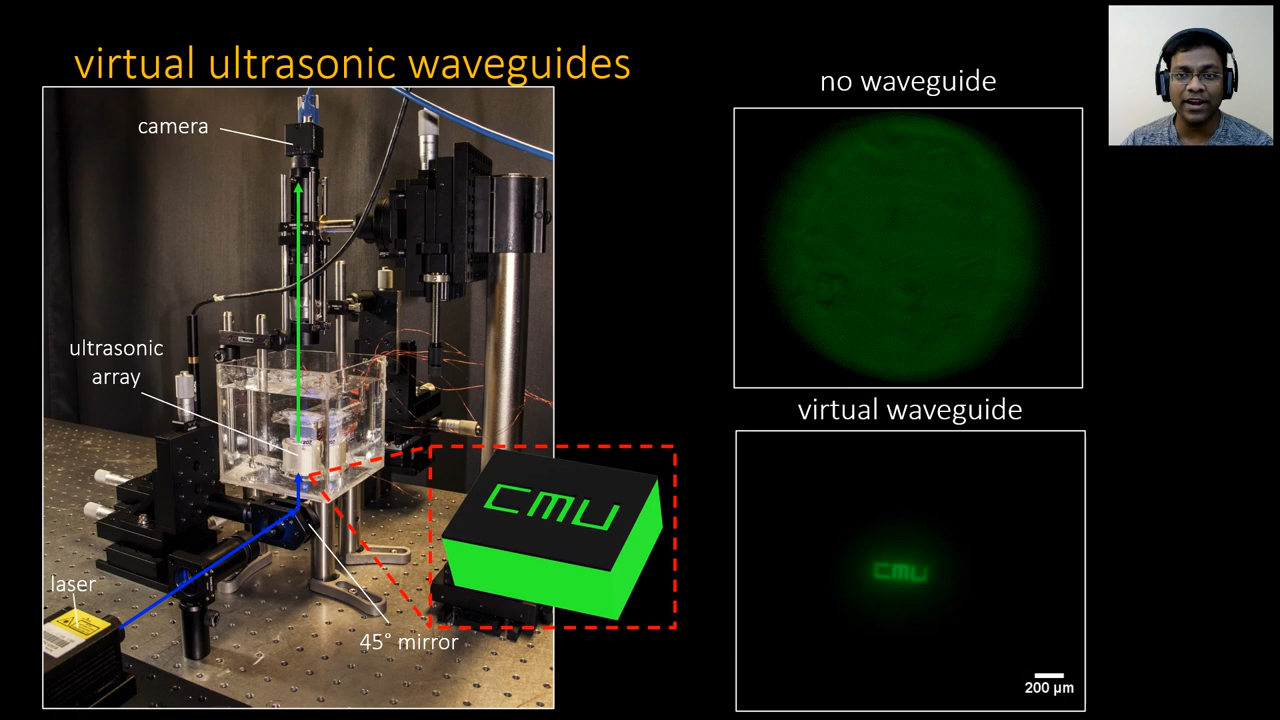 virtual ultrasonic waveguides
camera
ultrasonic
array
laser
45° mirror
CMU
no waveguide
virtual waveguide
CMU
200 μm